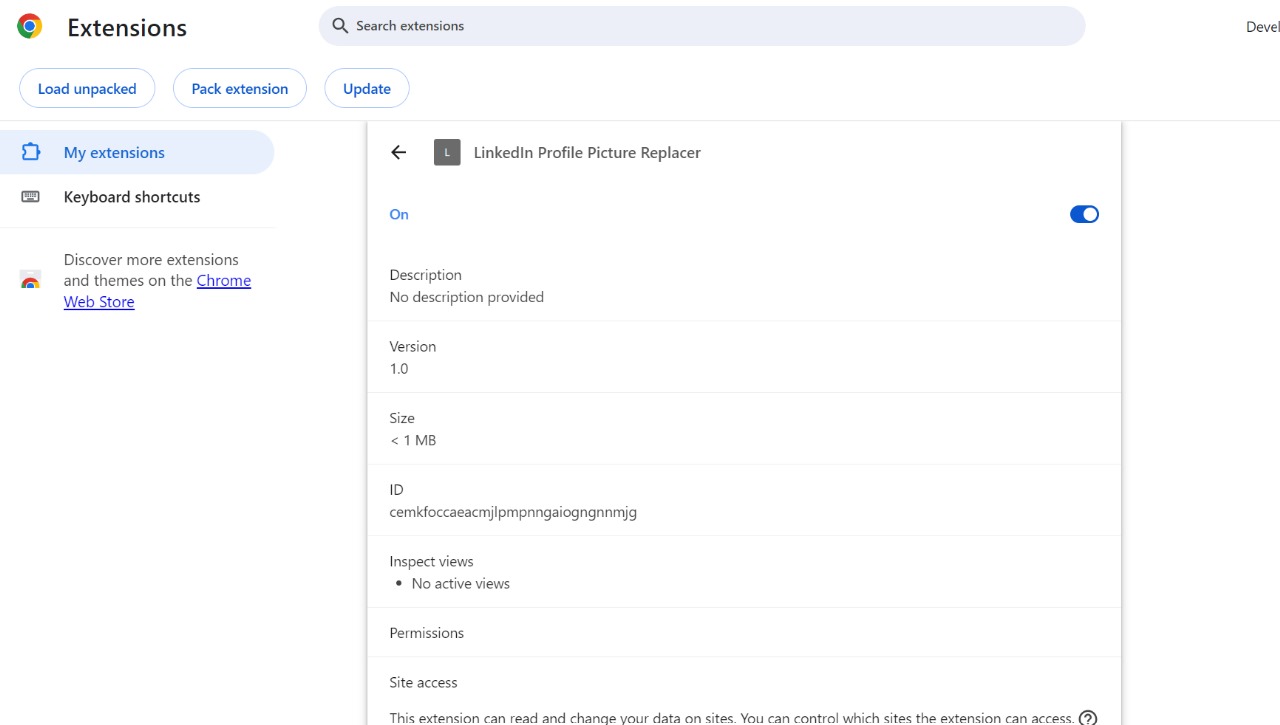 Extensions
Search extensions
Load unpacked
Pack extension
Update
My extensions
Keyboard shortcuts
Discover more extensions
and themes on the Chrome
Web Store
L
LinkedIn Profile Picture Replacer
On
Description
No description provided
Version
1.0
Size
< 1 MB
ID
cemkfoccaeacmjlpmpnngaiogngnnmjg
Inspect views
• No active views
Permissions
Site access
This extension can read and change your data on sites. You can control which sites the extension can access.